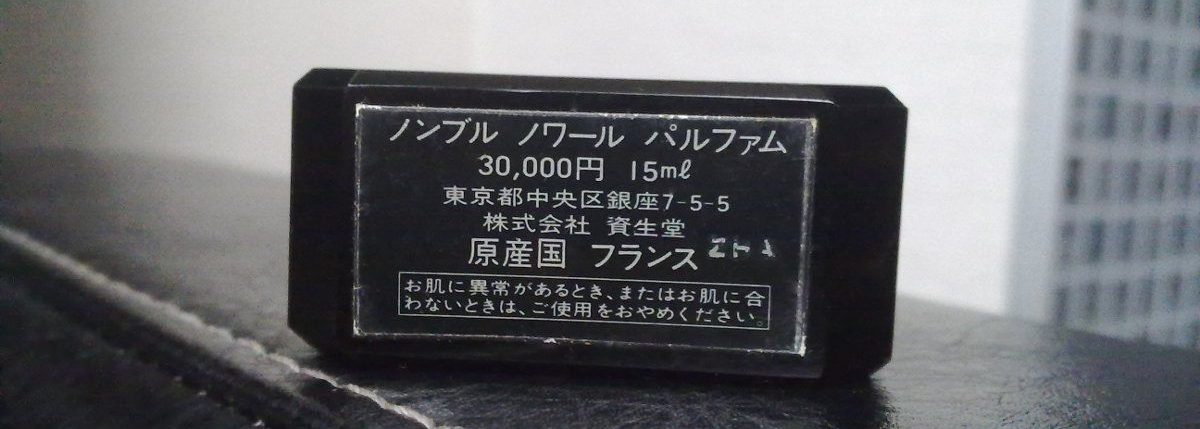 ノンブル ノワール パルファム
30,000円 15mℓ
東京都中央区銀座7-5-5
株式会社 資生堂
原産国 フランス
お肌に異常があるとき、またはお肌に合
わないときは、ご使用をおやめください。